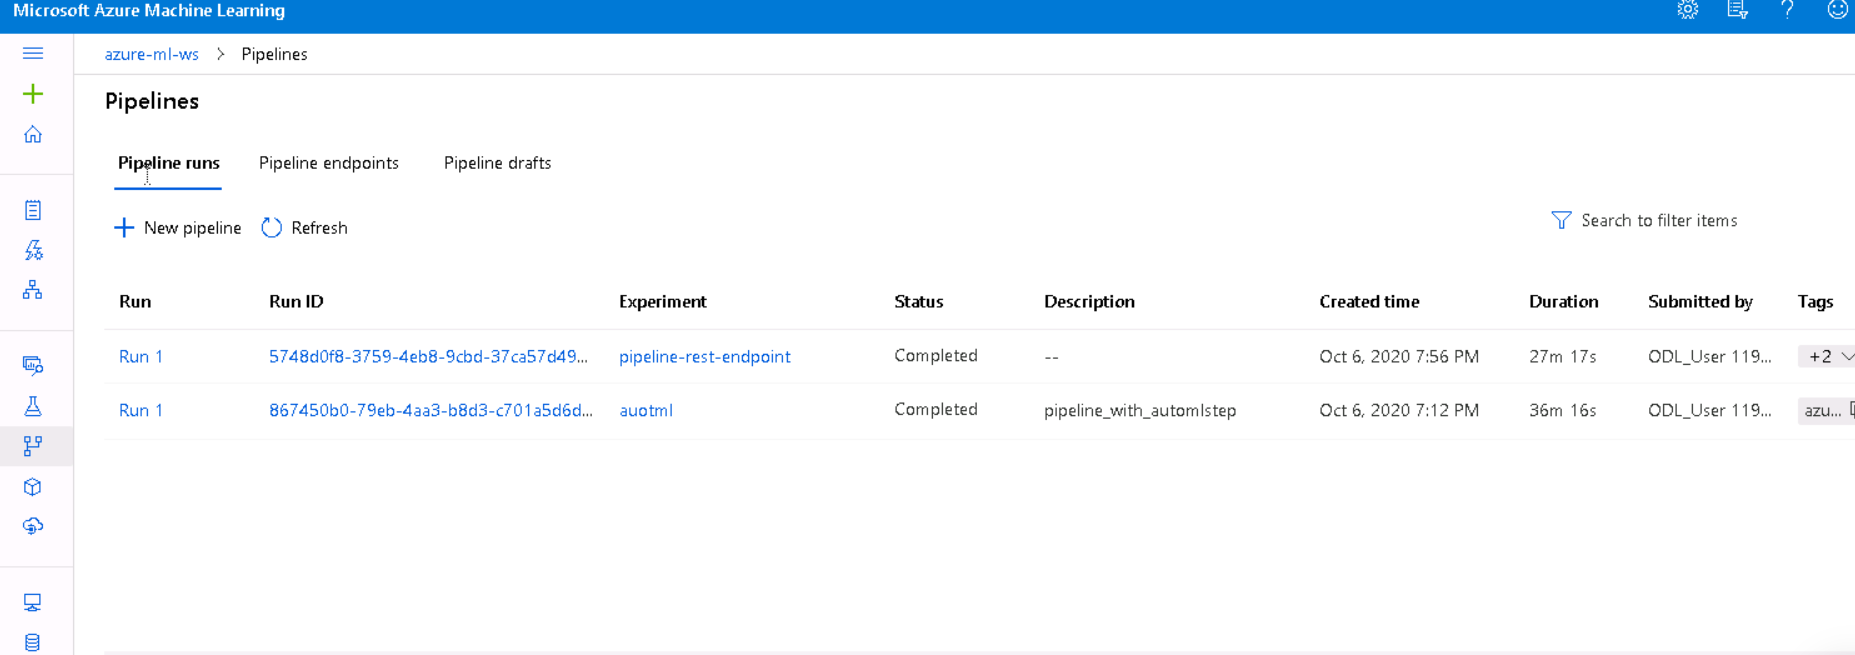 Microsoft Azure Machine Learning
azure-ml-ws > Pipelines
Pipelines
Pipeline runs Pipeline endpoints Pipeline drafts
New pipeline Refresh Search to filter items
Run Run ID Experiment Status Description Created time Duration Submitted by Tags
Run 1 5748d0f8-3759-4eb8-9cbd-37ca57d49... pipeline-rest-endpoint Completed -- Oct 6, 2020 7:56 PM 27m 17s ODL_User 119... +2
Run 1 867450b0-79eb-4aa3-b8d3-c701a5d6d... auotml Completed pipeline_with_automlstep Oct 6, 2020 7:12 PM 36m 16s ODL_User 119... azu...